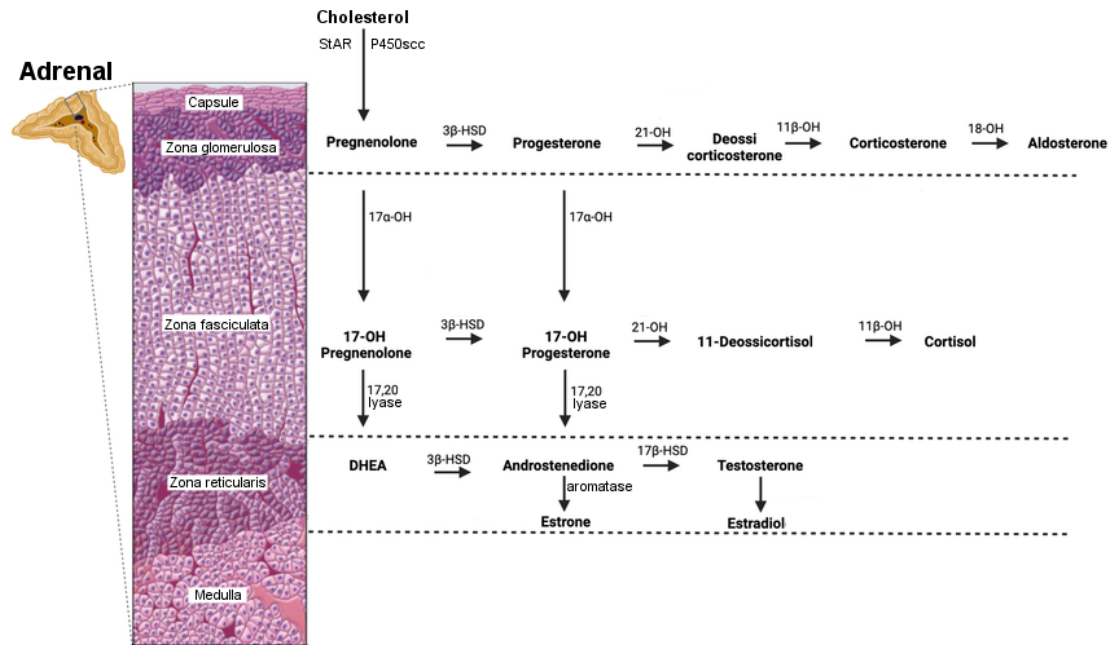 Cholesterol
StAR P450scc
Adrenal
Capsule
Zona glomerulosa
Pregnenolone 3β-HSD Progesterone 21-OH Deossi corticosterone 11β-OH Corticosterone 18-OH Aldosterone
17α-OH 17α-OH
Zona fasciculata
17-OH Pregnenolone 3β-HSD 17-OH Progesterone 21-OH 11-Deossicortisol 11β-OH Cortisol
17,20 lyase 17,20 lyase
Zona reticularis
DHEA 3β-HSD Androstenedione 17β-HSD Testosterone
aromatase
Estrone Estradiol
Medulla